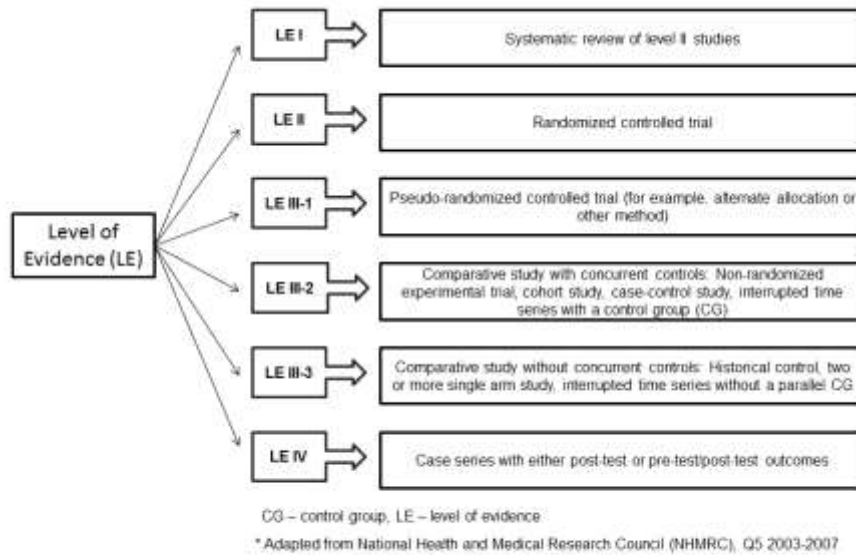 LE I
Systematic review of level II studies
LE II
Randomized controlled trial
LE III-1
Pseudo-randomized controlled trial (for example, alternate allocation or
other method)
Level of
Evidence (LE)
LE III-2
Comparative study with concurrent controls: Non-randomized
experimental trial, cohort study, case-control study, interrupted time
series with a control group (CG)
LE III-3
Comparative study without concurrent controls: Historical control, two
or more single arm study, interrupted time series without a parallel CG
LE IV
Case series with either post-test or pre-test/post-test outcomes
CG – control group, LE – level of evidence
* Adapted from National Health and Medical Research Council (NHMRC), Q5 2003-2007